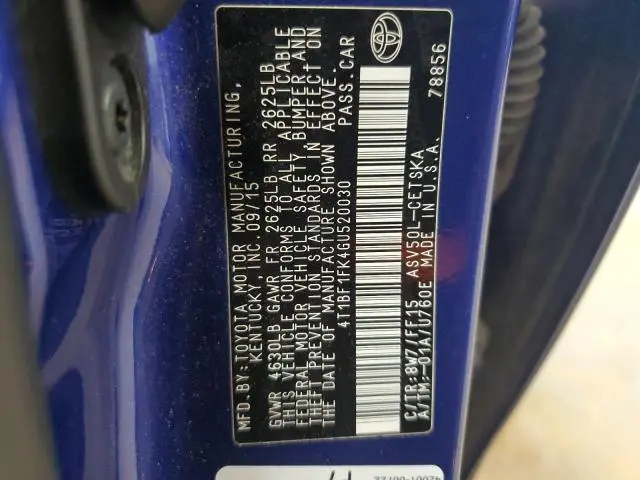 MFD.BY: TOYOTA MOTOR MANUFACTURING,
KENTUCKY, INC. 09/15
GVWR 4630LB GAWR FR 2625LB RR 2625LB
THIS VEHICLE CONFORMS TO ALL APPLICABLE
FEDERAL MOTOR VEHICLE SAFETY, BUMPER, AND
THEFT PREVENTION STANDARDS IN EFFECT ON
THE DATE OF MANUFACTURE SHOWN ABOVE.
4T1BF1FK4GU520030 PASS.CAR
C/TR:8W7/FF15 ASV50L-CETSKA
A/TM:-01A/U760E MADE IN U.S.A. 78856